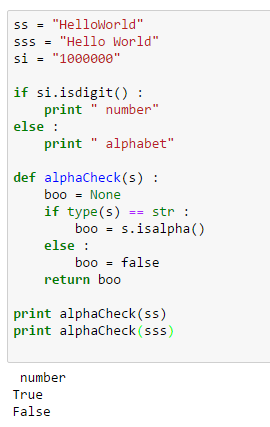 ss = "HelloWorld"
sss = "Hello World"
si = "1000000"

if si.isdigit() :
    print " number"
else :
    print " alphabet"

def alphaCheck(s) :
    boo = None
    if type(s) == str :
        boo = s.isalpha()
    else :
        boo = false
    return boo

print alphaCheck(ss)
print alphaCheck(sss)

 number
True
False